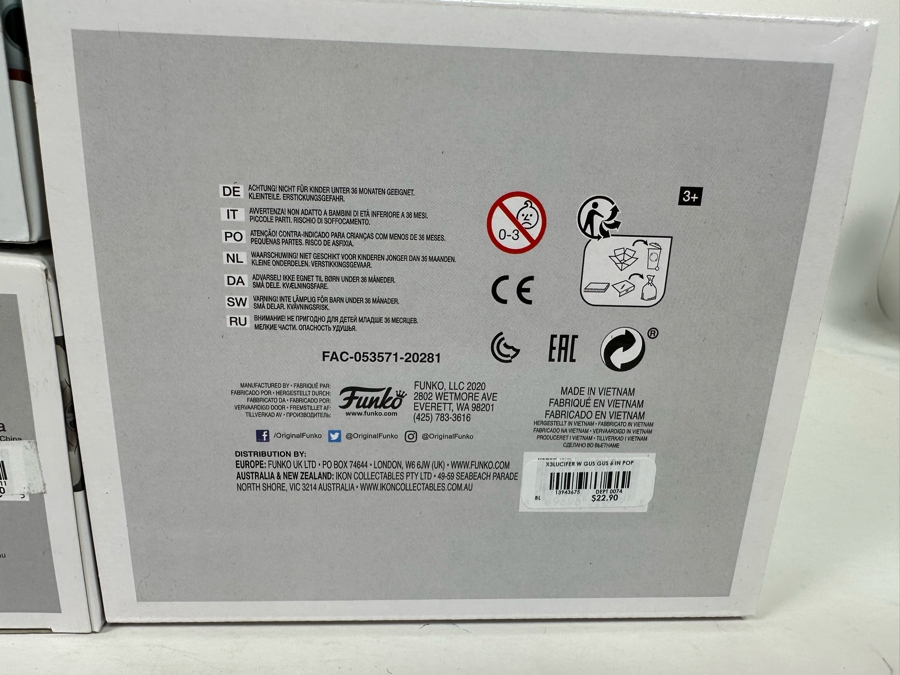 DE ACHTUNG! NICHT FÜR KINDER UNTER 36 MONATEN GEEIGNET.
KLEINTEILE. ERSTICKUNGSGEFAHR.
IT AVVERTENZA! NON ADATTO A BAMBINI DI ETÀ INFERIORE A 36 MESI.
PICCOLE PARTI. RISCHIO DI SOFFOCAMENTO.
PO ATENÇÃO! CONTRA-INDICADO PARA CRIANÇAS COM MENOS DE 36 MESES.
PEQUENAS PARTES. RISCO DE ASFIXIA.
NL WAARSCHUWING! NIET GESCHIKT VOOR KINDEREN JONGER DAN 36 MAANDEN.
KLEINE ONDERDELEN. VERSTIKKINGSGEVAAR.
DA ADVARSEL! IKKE EGNET TIL BØRN UNDER 36 MÅNEDER.
SMÅ DELE. KVÆLNINGSFARE.
SW VARNING! INTE LÄMPLIG FÖR BARN UNDER 36 MÅNADER.
SMÅ DELAR. KVÄVNINGSRISK.
RU ВНИМАНИЕ! НЕ ПРИГОДНО ДЛЯ ДЕТЕЙ МЛАДШЕ 36 МЕСЯЦЕВ.
МЕЛКИЕ ЧАСТИ. ОПАСНОСТЬ УДУШЬЯ.
0-3
3+
CE
EAC
®
FAC-053571-20281
MANUFACTURED BY • FABRIQUÉ PAR:
FABRICADO POR • HERGESTELLT DURCH:
FABBRICATO DA • FABRICADO POR:
VERVAARDIGD DOOR • FREMSTILLET AF:
TILLVERKAD AV • ПРОИЗВОДИТЕЛЬ:
Funko
www.funko.com
FUNKO, LLC 2020
2802 WETMORE AVE
EVERETT, WA 98201
(425) 783-3616
MADE IN VIETNAM
FABRIQUÉ EN VIETNAM
FABRICADO EN VIETNAM
HERGESTELLT IN VIETNAM • FABBRICATO IN VIETNAM
FABRICADO NA VIETNAM • VERVAARDIGD IN VIETNAM
PRODUCERET I VIETNAM • TILLVERKAD I VIETNAM
СДЕЛАНО ВО ВЬЕТНАМЕ
/OriginalFunko @OriginalFunko @OriginalFunko
DISTRIBUTION BY:
EUROPE: FUNKO UK LTD • PO BOX 74644 • LONDON, W6 6JW (UK) • WWW.FUNKO.COM
AUSTRALIA & NEW ZEALAND: IKON COLLECTABLES PTY LTD • 49-59 SEABEACH PARADE
NORTH SHORE, VIC 3214 AUSTRALIA • WWW.IKONCOLLECTABLES.COM.AU
X3LUCIFER W GUS GUS 6 IN POP
13943675 DEPT 0074
BL $22.90
China